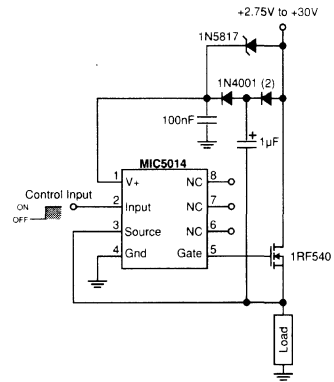 +2.75V to +30V
1N5817
1N4001 (2)
100nF
+
1µF
MIC5014
1 V+ NC 8
Control Input
ON
OFF
2 Input NC 7
3 Source NC 6
4 Gnd Gate 5
1RF540
Load